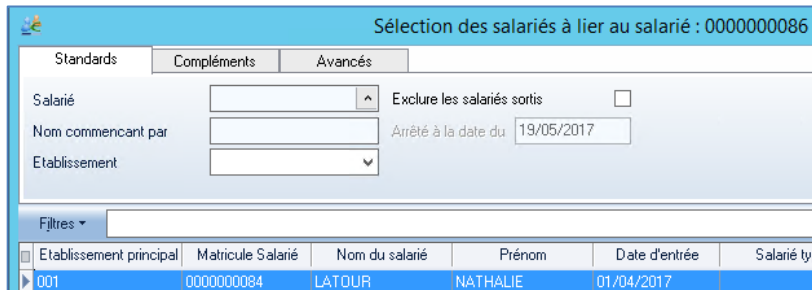 Sélection des salariés à lier au salarié : 0000000086
Standards Compléments Avancés
Salarié Exclure les salariés sortis
Nom commencant par Arrêté à la date du 19/05/2017
Etablissement
Filtres
Etablissement principal Matricule Salarié Nom du salarié Prénom Date d'entrée Salarié ty
001 0000000084 LATOUR NATHALIE 01/04/2017